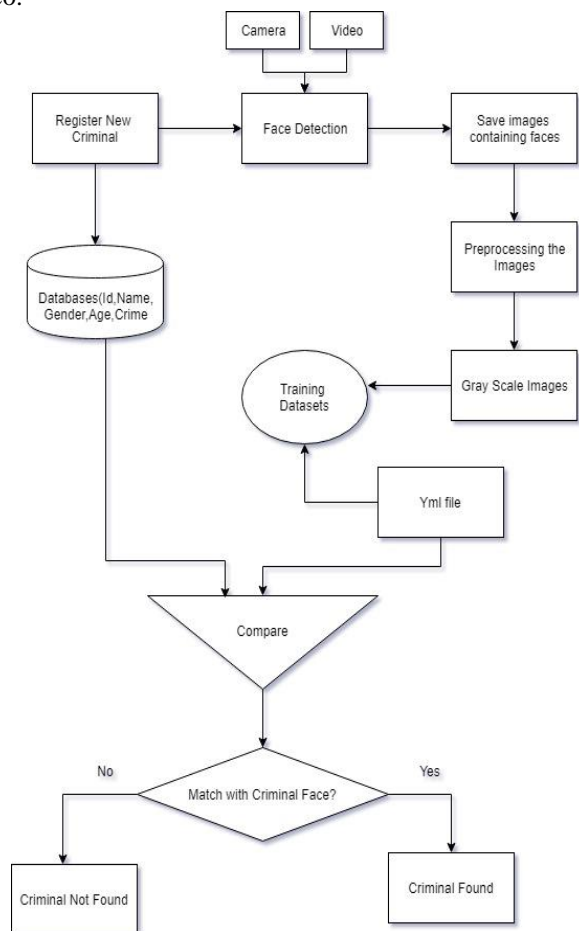 Camera
Video
Register New
Criminal
Face Detection
Save images
containing faces
Preprocessing the
Images
Databases(Id,Name,
Gender,Age,Crime
Training
Datasets
Gray Scale Images
Yml file
Compare
No
Match with Criminal Face?
Yes
Criminal Not Found
Criminal Found